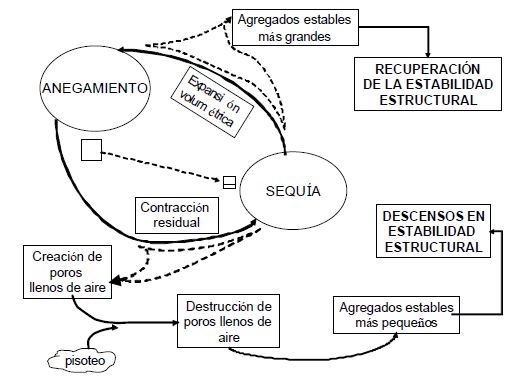 Agregados estables
más grandes
RECUPERACIÓN
DE LA ESTABILIDAD
ESTRUCTURAL
ANEGAMIENTO
Expansión
volumétrica
SEQUÍA
Contracción
residual
DESCENSOS EN
ESTABILIDAD
ESTRUCTURAL
Creación de
poros
llenos de aire
Destrucción de
poros llenos de
aire
Agregados estables
más pequeños
pisoteo